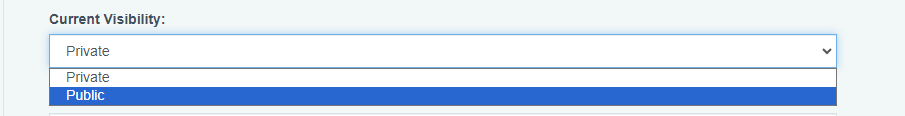 Current Visibility:
Private
Private
Public